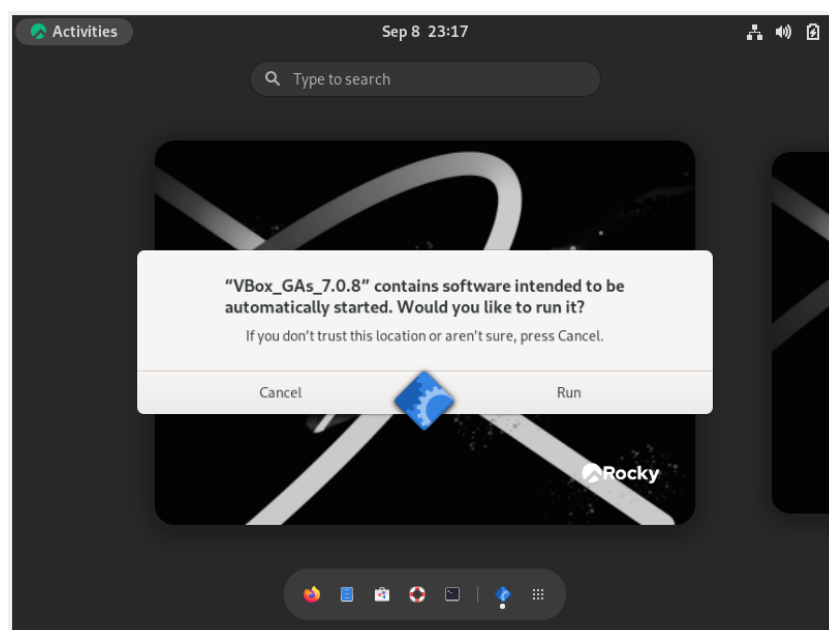 Activities
Sep 8 23:17
Type to search
“VBox_GAs_7.0.8” contains software intended to be
automatically started. Would you like to run it?
If you don’t trust this location or aren’t sure, press Cancel.
Cancel
Run
Rocky